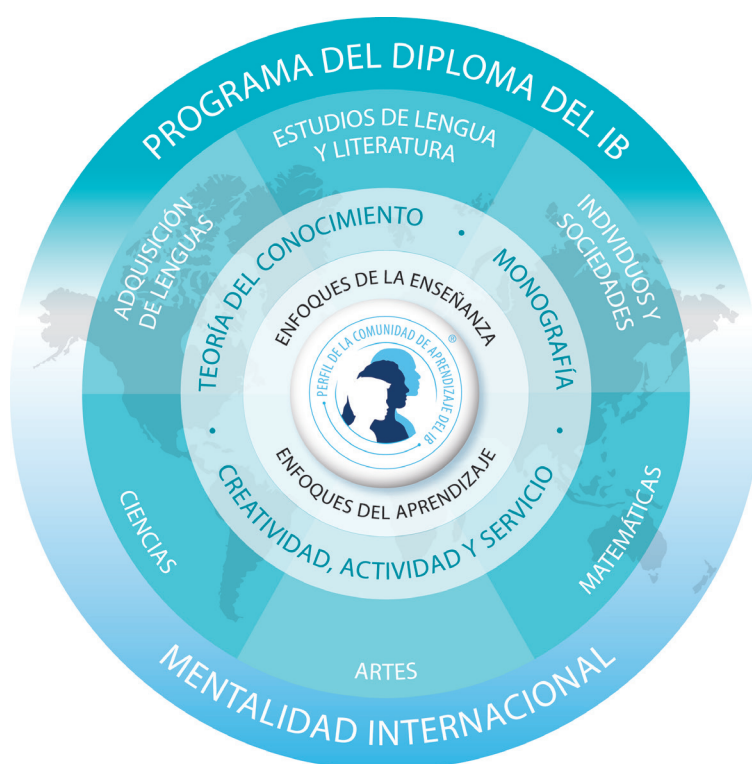 PROGRAMA DEL DIPLOMA DEL IB
ESTUDIOS DE LENGUA
Y LITERATURA
ADQUISICIÓN
DE LENGUAS
INDIVIDUOS Y
SOCIEDADES
TEORÍA DEL CONOCIMIENTO
•
MONOGRAFÍA
•
ENFOQUES DE LA ENSEÑANZA
• PERFIL DE LA COMUNIDAD DE APRENDIZAJE DEL IB •
®
ENFOQUES DEL APRENDIZAJE
•
CREATIVIDAD, ACTIVIDAD Y SERVICIO
CIENCIAS
MATEMÁTICAS
ARTES
MENTALIDAD INTERNACIONAL